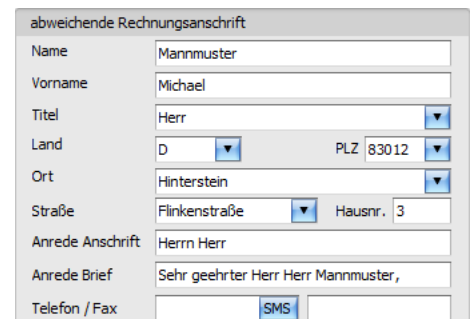 abweichende Rechnungsanschrift
Name Mannmuster
Vorname Michael
Titel Herr
Land D PLZ 83012
Ort Hinterstein
Straße Flinkenstraße Hausnr. 3
Anrede Anschrift Herrn Herr
Anrede Brief Sehr geehrter Herr Herr Mannmuster,
Telefon / Fax SMS